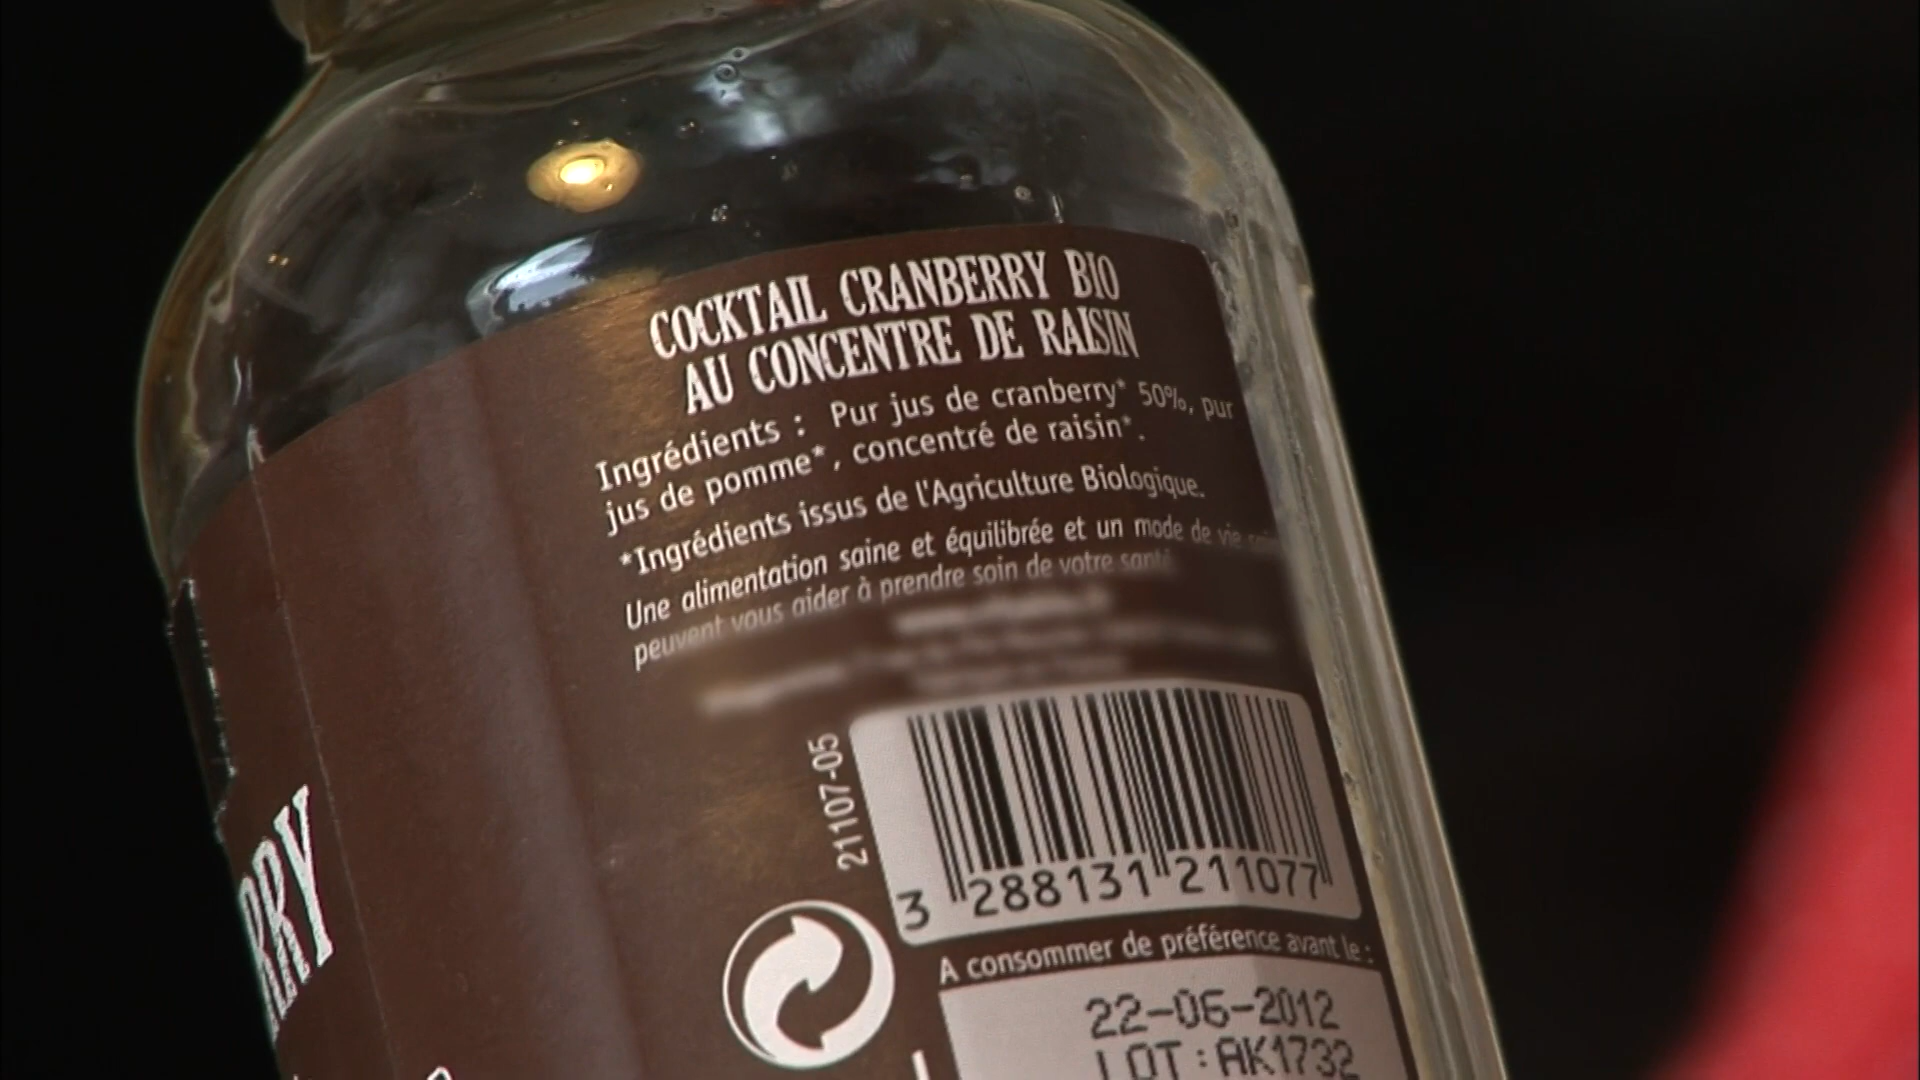 COCKTAIL CRANBERRY BIO
AU CONCENTRE DE RAISIN
Ingrédients : Pur jus de cranberry* 50%, pur
jus de pomme*, concentré de raisin*.
*Ingrédients issus de l'Agriculture Biologique.
Une alimentation saine et équilibrée et un mode de vie
peuvent vous aider à prendre soin de votre santé
21107-05
3 288131 211077
A consommer de préférence avant le :
22-06-2012
LOT : AK1732
RRY